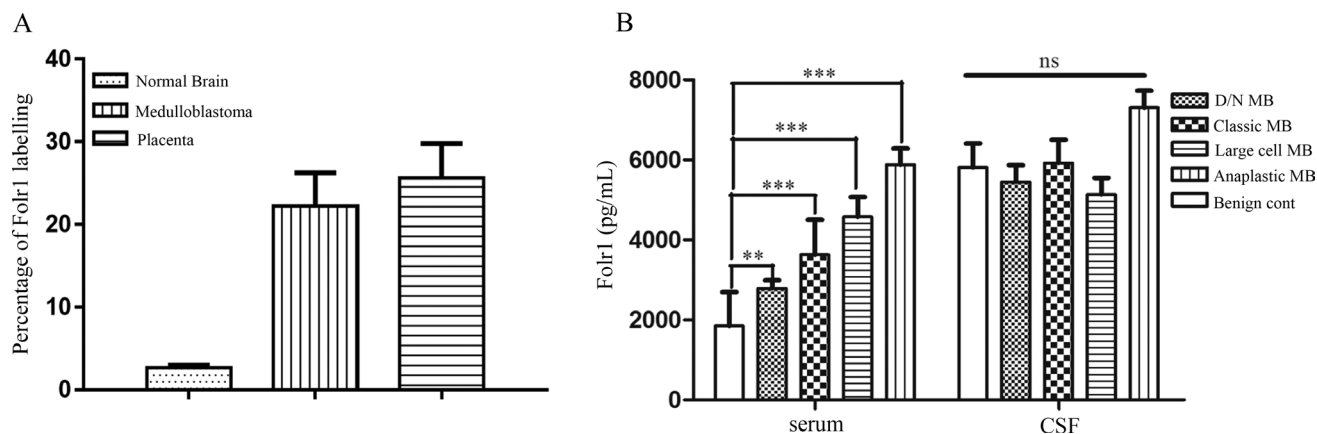 A
Percentage of Folr1 labelling
40
30
20
10
0
Normal Brain
Medulloblastoma
Placenta
B
Folr1 (pg/mL)
8000
6000
4000
2000
0
**
***
***
***
ns
serum
CSF
D/N MB
Classic MB
Large cell MB
Anaplastic MB
Benign cont